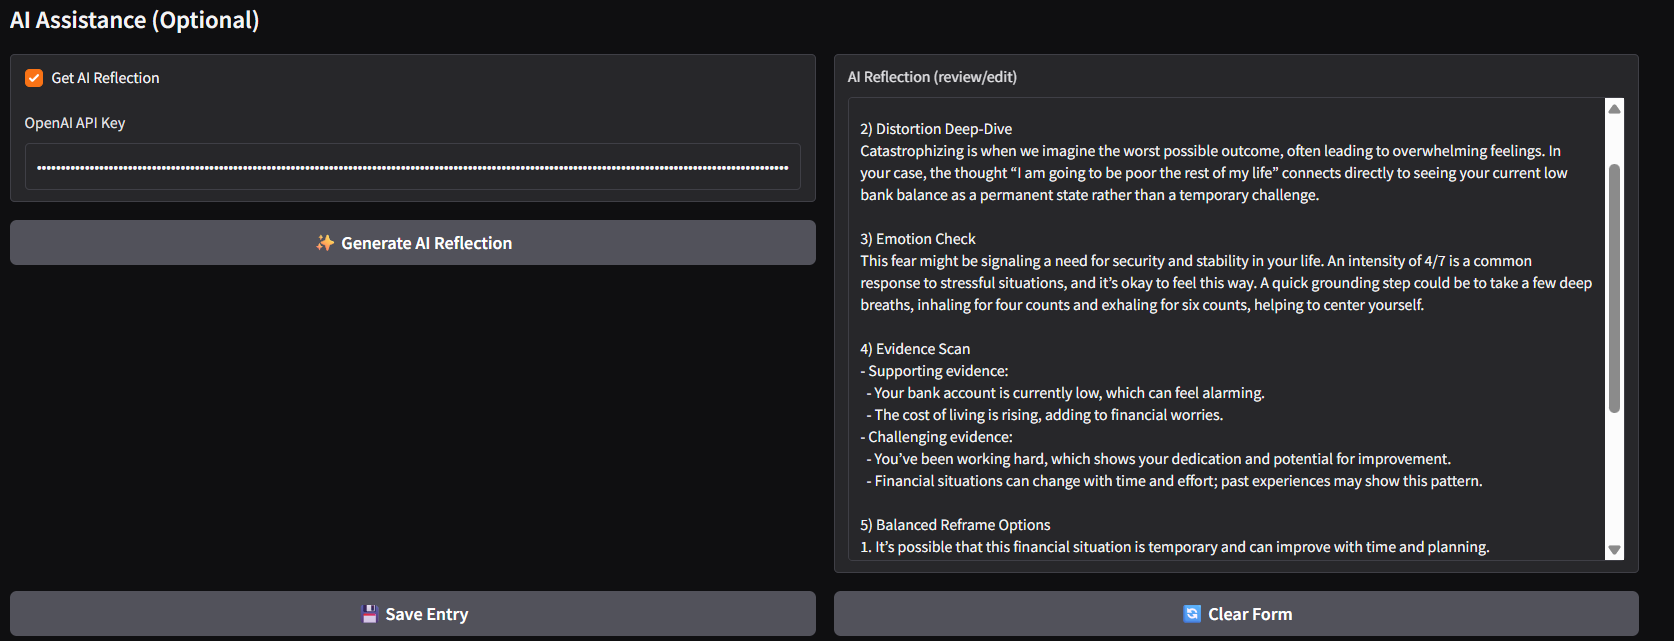 AI Assistance (Optional)
Get AI Reflection
OpenAI API Key
••••••••••••••••••••••••••••••••••••••••••••••••••••••••••••••••••••••••••••••••••••••••••••••••••••••••••••••••••••••••••••••••••••••••••••••••••••••••••••••••••••
✨ Generate AI Reflection
AI Reflection (review/edit)
2) Distortion Deep-Dive
Catastrophizing is when we imagine the worst possible outcome, often leading to overwhelming feelings. In
your case, the thought “I am going to be poor the rest of my life” connects directly to seeing your current low
bank balance as a permanent state rather than a temporary challenge.
3) Emotion Check
This fear might be signaling a need for security and stability in your life. An intensity of 4/7 is a common
response to stressful situations, and it’s okay to feel this way. A quick grounding step could be to take a few deep
breaths, inhaling for four counts and exhaling for six counts, helping to center yourself.
4) Evidence Scan
- Supporting evidence:
- Your bank account is currently low, which can feel alarming.
- The cost of living is rising, adding to financial worries.
- Challenging evidence:
- You’ve been working hard, which shows your dedication and potential for improvement.
- Financial situations can change with time and effort; past experiences may show this pattern.
5) Balanced Reframe Options
1. It’s possible that this financial situation is temporary and can improve with time and planning.
💾 Save Entry
🔄 Clear Form